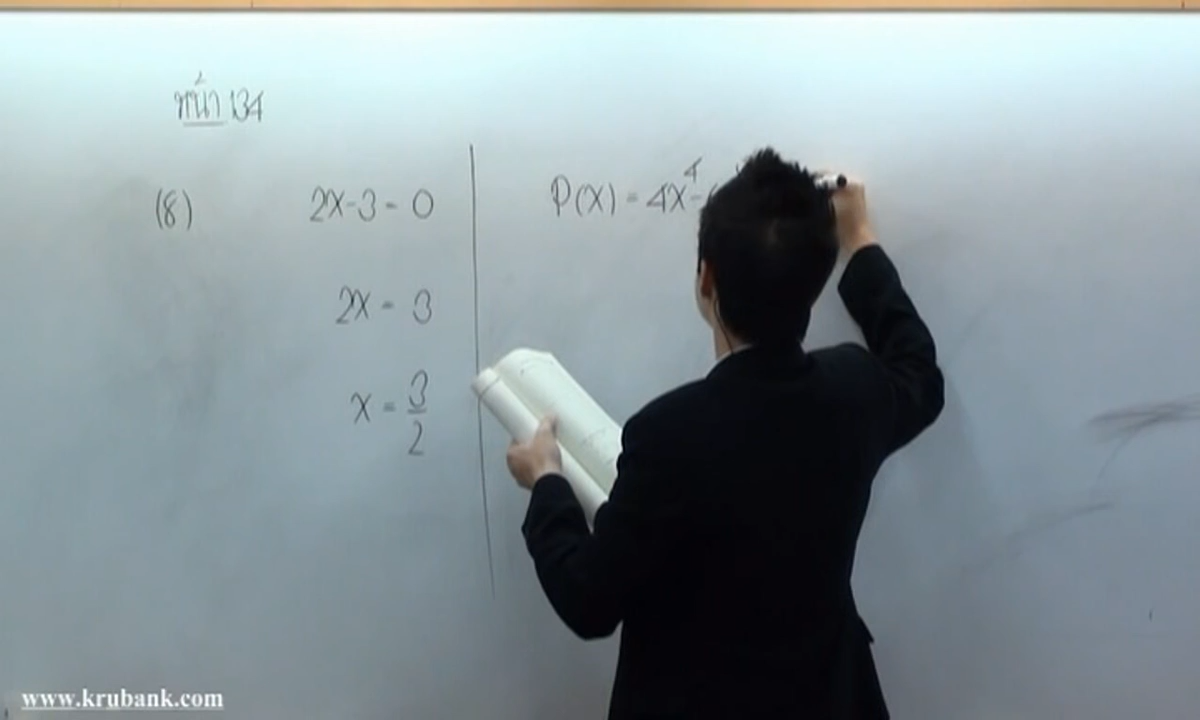 หน้า 134
(8) 2x-3 = 0
P(x) = 4x⁴-
2x = 3
x = 3/2
www.krubank.com